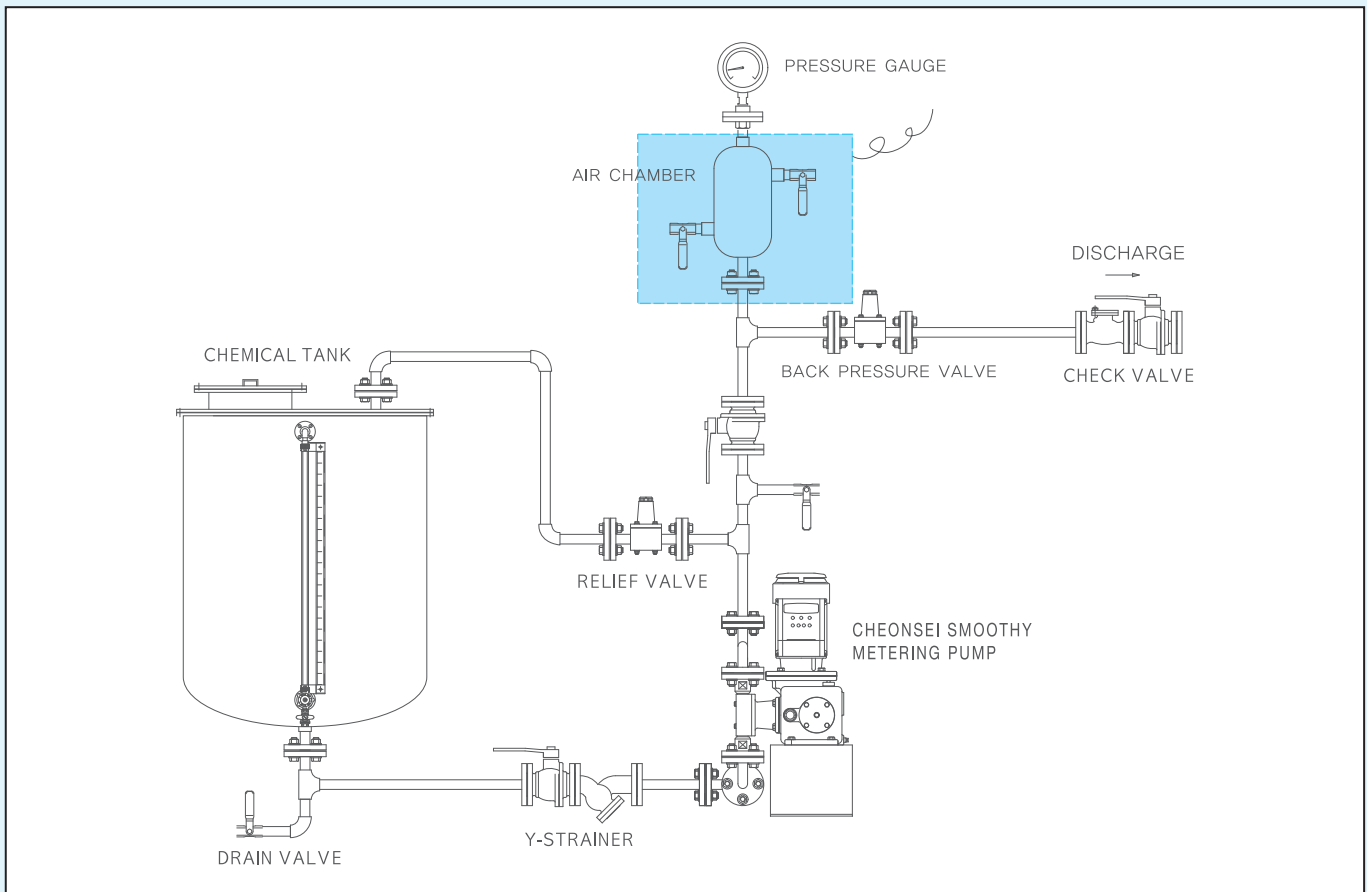 PRESSURE GAUGE
AIR CHAMBER
DISCHARGE
CHEMICAL TANK
BACK PRESSURE VALVE
CHECK VALVE
RELIEF VALVE
CHEONSEI SMOOTHY
METERING PUMP
Y-STRAINER
DRAIN VALVE